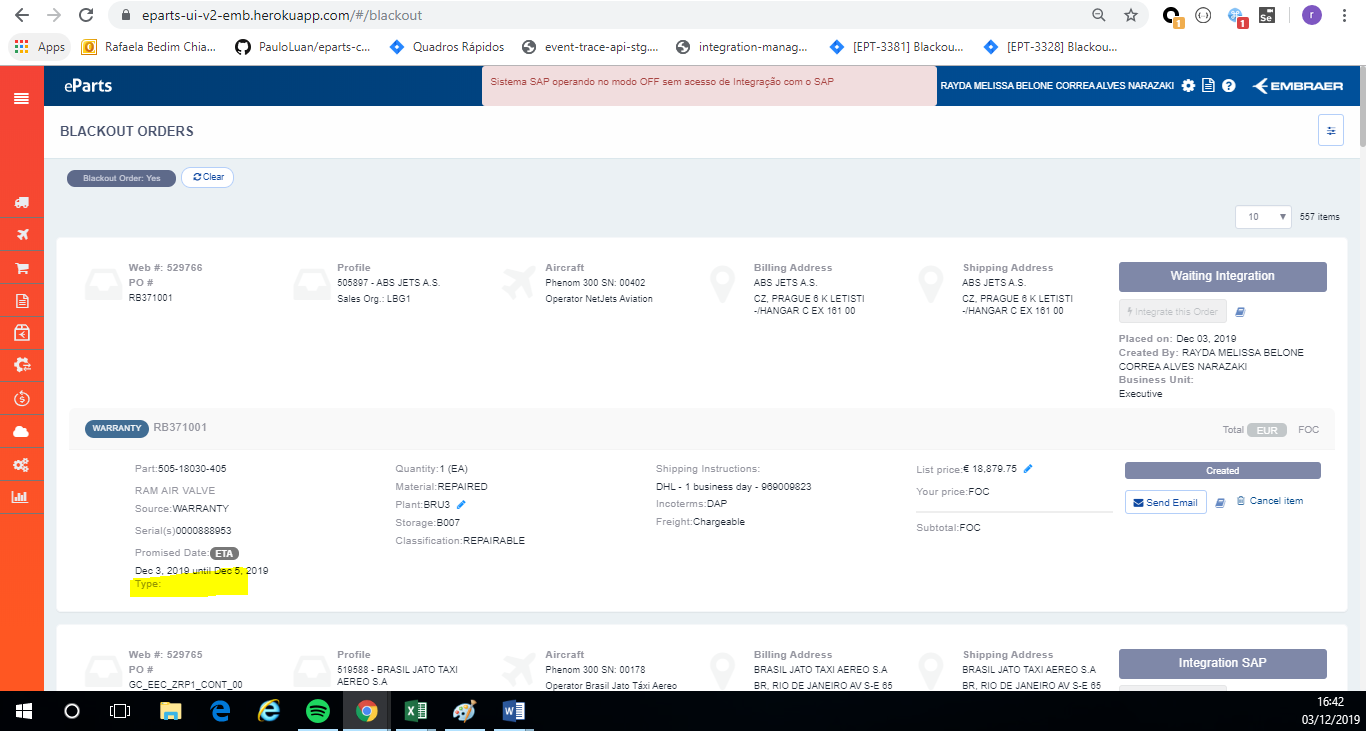 eparts-ui-v2-emb.herokuapp.com/#/blackout
Apps
Rafaela Bedim Chia...
PauloLuan/eparts-c...
Quadros Rápidos
event-trace-api-stg....
integration-manag...
[EPT-3381] Blackou...
[EPT-3328] Blackou...
1
1
Se
r
eParts
Sistema SAP operando no modo OFF sem acesso de Integração com o SAP
RAYDA MELISSA BELONE CORREA ALVES NARAZAKI
EMBRAER
BLACKOUT ORDERS
Blackout Order: Yes
Clear
10
557 items
Web #: 529766
PO #
RB371001
Profile
505897 - ABS JETS A.S.
Sales Org.: LBG1
Aircraft
Phenom 300 SN: 00402
Operator NetJets Aviation
Billing Address
ABS JETS A.S.
CZ, PRAGUE 6 K LETISTI
-/HANGAR C EX 161 00
Shipping Address
ABS JETS A.S.
CZ, PRAGUE 6 K LETISTI
-/HANGAR C EX 161 00
Waiting Integration
Integrate this Order
Placed on: Dec 03, 2019
Created By: RAYDA MELISSA BELONE
CORREA ALVES NARAZAKI
Business Unit:
Executive
WARRANTY RB371001
Total EUR FOC
Part:505-18030-405
RAM AIR VALVE
Source:WARRANTY
Serial(s)0000888953
Promised Date: ETA
Dec 3, 2019 until Dec 5, 2019
Type:
Quantity:1 (EA)
Material:REPAIRED
Plant:BRU3
Storage:B007
Classification:REPAIRABLE
Shipping Instructions:
DHL - 1 business day - 969009823
Incoterms:DAP
Freight:Chargeable
List price:€ 18,879.75
Your price:FOC
Subtotal:FOC
Created
Send Email
Cancel item
Web #: 529765
PO #
GC_EEC_ZRP1_CONT_00
Profile
519588 - BRASIL JATO TAXI
AEREO S.A
Aircraft
Phenom 300 SN: 00178
Operator Brasil Jato Táxi Aereo
Billing Address
BRASIL JATO TAXI AEREO S.A
BR, RIO DE JANEIRO AV S-E 65
Shipping Address
BRASIL JATO TAXI AEREO S.A
BR, RIO DE JANEIRO AV S-E 65
Integration SAP
16:42
03/12/2019